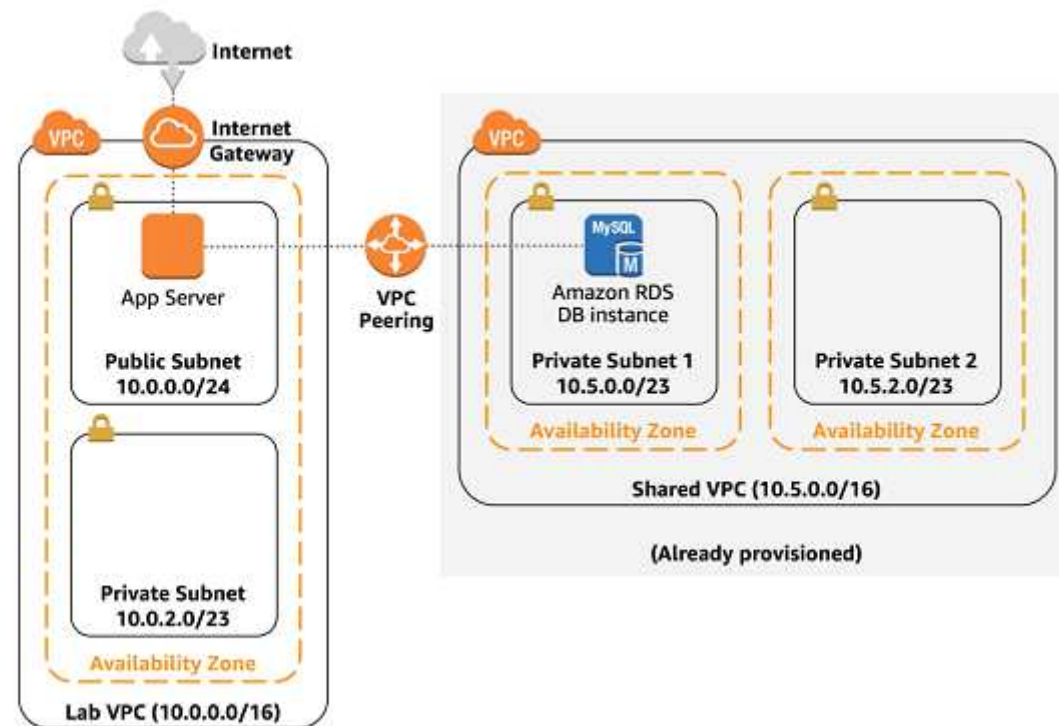 Internet
VPC
Internet
Gateway
App Server
Public Subnet
10.0.0.0/24
Private Subnet
10.0.2.0/23
Availability Zone
Lab VPC (10.0.0.0/16)
VPC
Peering
VPC
MySQL
M
Amazon RDS
DB instance
Private Subnet 1
10.5.0.0/23
Availability Zone
Private Subnet 2
10.5.2.0/23
Availability Zone
Shared VPC (10.5.0.0/16)
(Already provisioned)